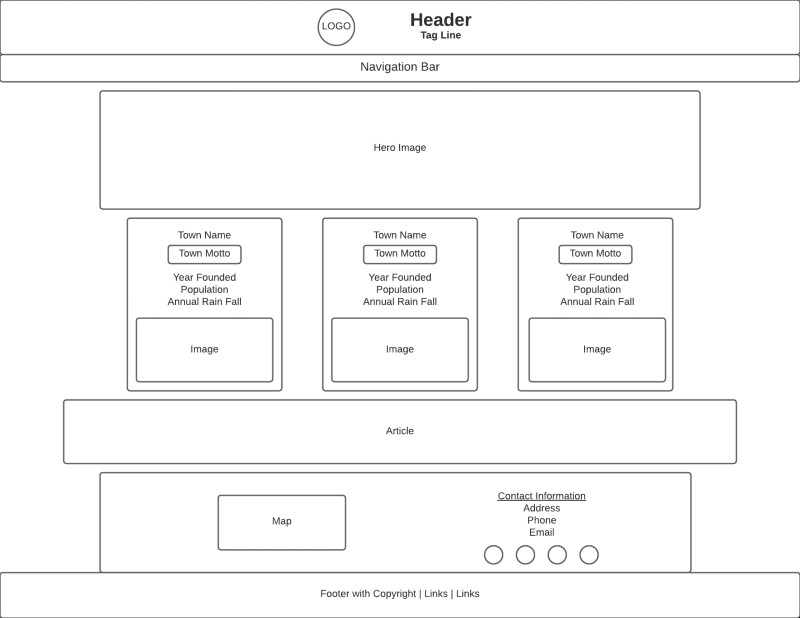 LOGO
Header
Tag Line
Navigation Bar
Hero Image
Town Name
Town Motto
Year Founded
Population
Annual Rain Fall
Image
Town Name
Town Motto
Year Founded
Population
Annual Rain Fall
Image
Town Name
Town Motto
Year Founded
Population
Annual Rain Fall
Image
Article
Map
Contact Information
Address
Phone
Email
Footer with Copyright | Links | Links